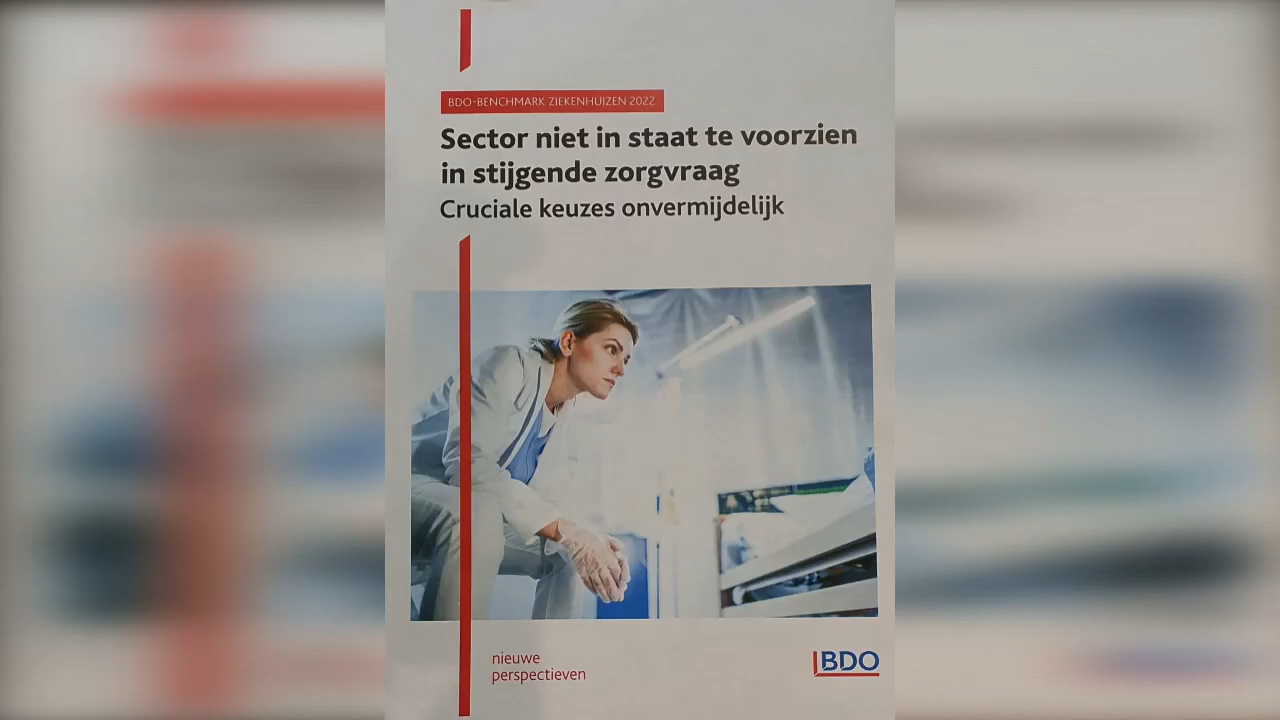 BDO-BENCHMARK ZIEKENHUIZEN 2022
Sector niet in staat te voorzien
in stijgende zorgvraag
Cruciale keuzes onvermijdelijk
nieuwe
perspectieven
BDO